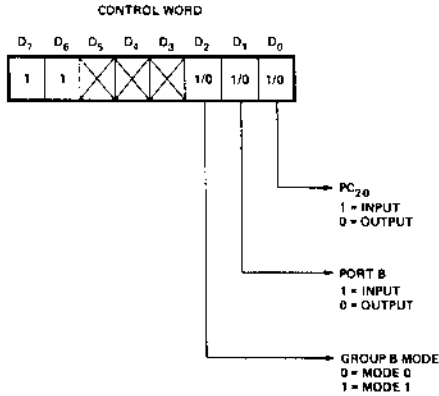 CONTROL WORD
D7 D6 D5 D4 D3 D2 D1 D0
1 1 1/0 1/0 1/0
PC2-0
1 = INPUT
0 = OUTPUT
PORT B
1 = INPUT
0 = OUTPUT
GROUP B MODE
0 = MODE 0
1 = MODE 1